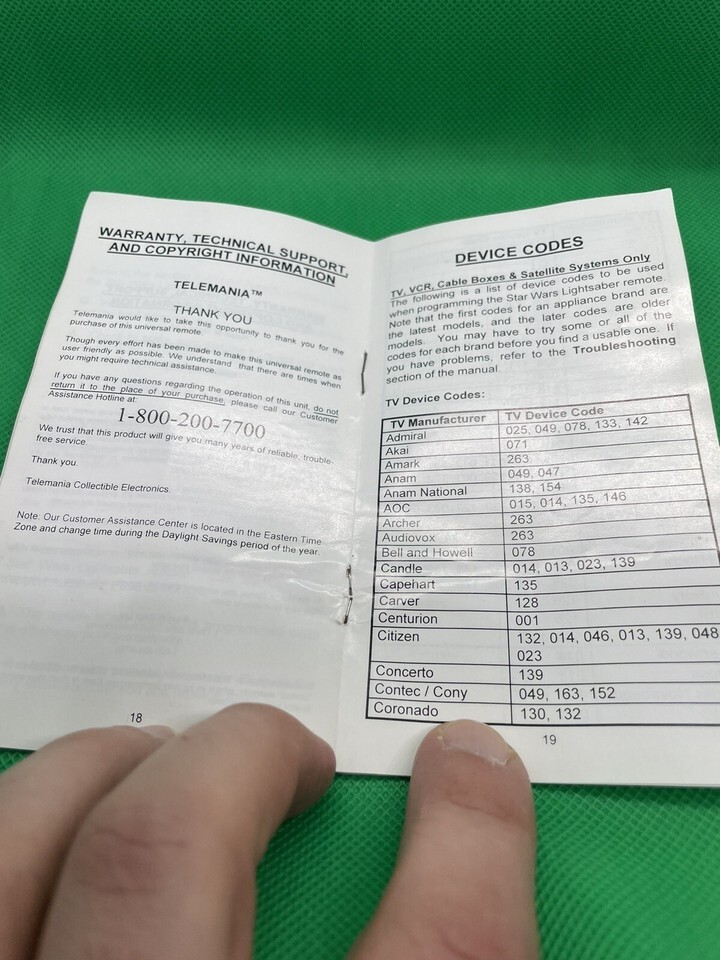 WARRANTY, TECHNICAL SUPPORT,
AND COPYRIGHT INFORMATION
TELEMANIA™
THANK YOU
Telemania would like to take this opportunity to thank you for the
purchase of this universal remote.
Though every effort has been made to make this universal remote as
user friendly as possible. We understand that there are times when
you might require technical assistance.
If you have any questions regarding the operation of this unit, do not
return it to the place of your purchase, please call our Customer
Assistance Hotline at:
1-800-200-7700
We trust that this product will give you many years of reliable, trouble-
free service.
Thank you.
Telemania Collectible Electronics.
Note: Our Customer Assistance Center is located in the Eastern Time
Zone and change time during the Daylight Savings period of the year.
18
DEVICE CODES
TV, VCR, Cable Boxes & Satellite Systems Only
The following is a list of device codes to be used
when programming the Star Wars Lightsaber remote.
Note that the first codes for an appliance brand are
the latest models, and the later codes are older
models. You may have to try some or all of the
codes for each brand before you find a usable one. If
you have problems, refer to the Troubleshooting
section of the manual.
TV Device Codes:
TV Manufacturer TV Device Code
Admiral 025, 049, 078, 133, 142
Akai 071
Amark 263
Anam 049, 047
Anam National 138, 154
AOC 015, 014, 135, 146
Archer 263
Audiovox 263
Bell and Howell 078
Candle 014, 013, 023, 139
Capehart 135
Carver 128
Centurion 001
Citizen 132, 014, 046, 013, 139, 048
023
Concerto 139
Contec / Cony 049, 163, 152
Coronado 130, 132
19